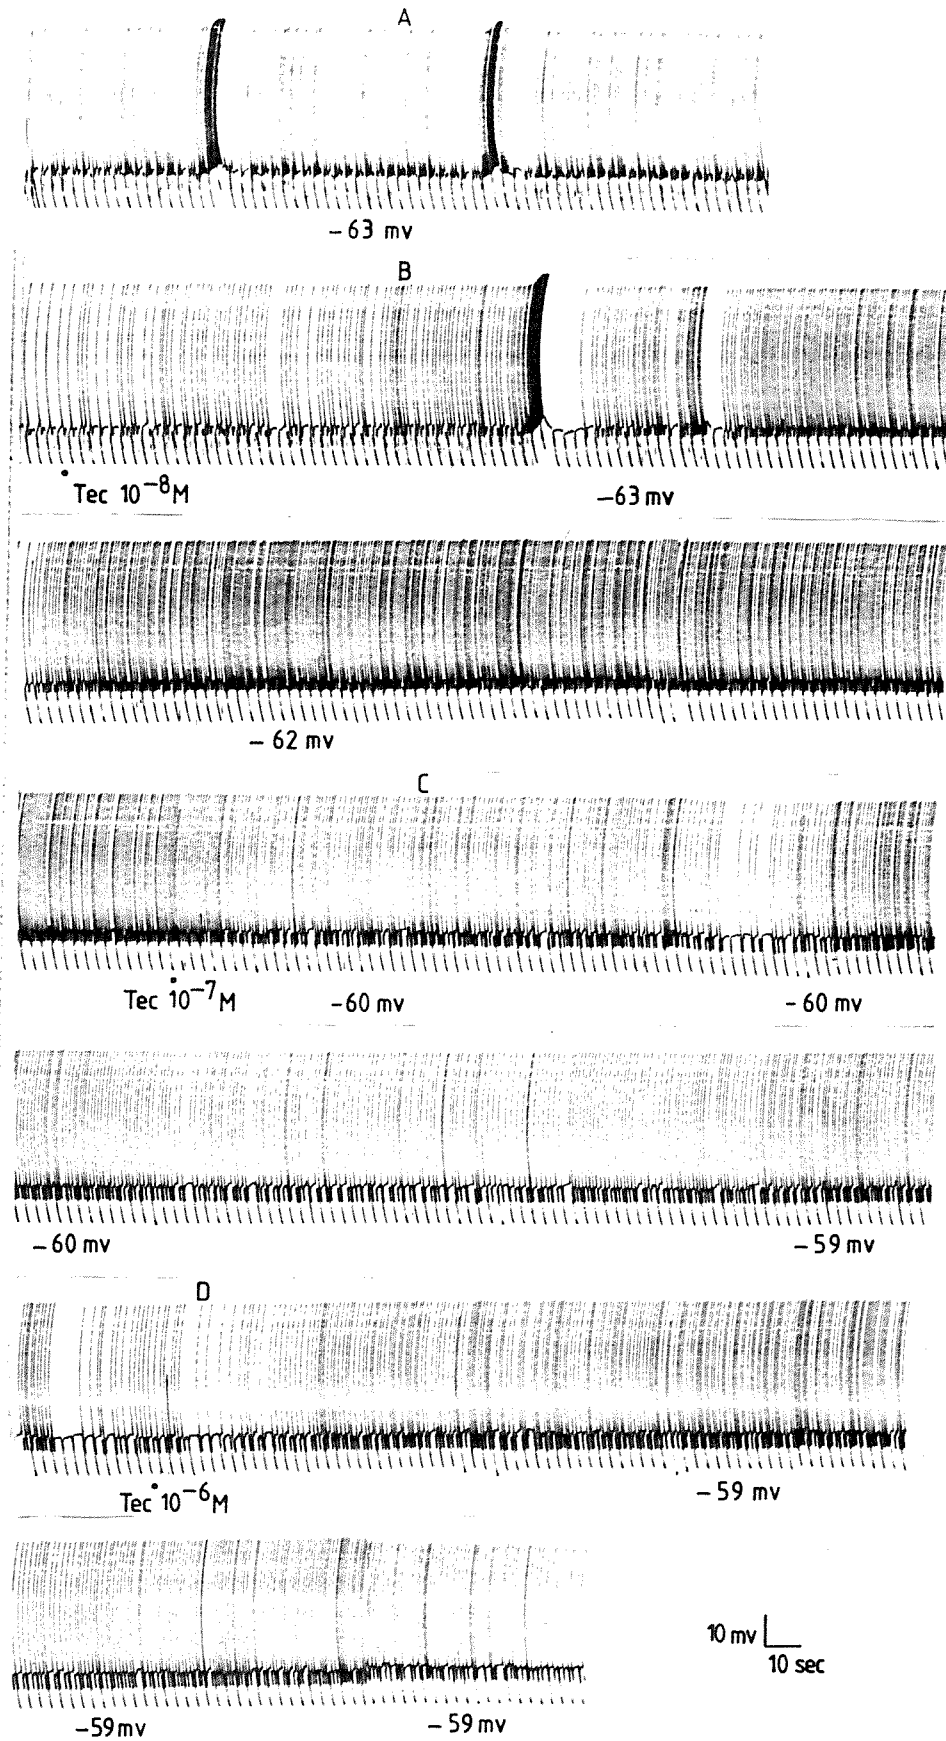 A
–63 mv
B
Tec 10⁻⁸M –63 mv
–62 mv
C
Tec 10⁻⁷M –60 mv –60 mv
–60 mv –59 mv
D
Tec 10⁻⁶M –59 mv
10 mv
10 sec
–59 mv –59 mv